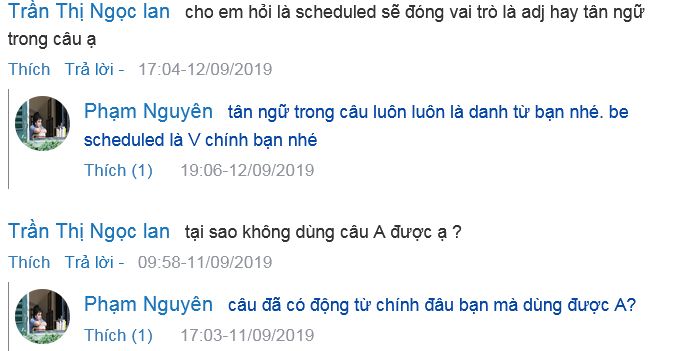 Trần Thị Ngọc lan cho em hỏi là scheduled sẽ đóng vai trò là adj hay tân ngữ
trong câu ạ
Thích Trả lời - 17:04-12/09/2019
Phạm Nguyên tân ngữ trong câu luôn luôn là danh từ bạn nhé. be
scheduled là V chính bạn nhé
Thích (1) 19:06-12/09/2019
Trần Thị Ngọc lan tại sao không dùng câu A được ạ ?
Thích Trả lời - 09:58-11/09/2019
Phạm Nguyên câu đã có động từ chính đâu bạn mà dùng được A?
Thích (1) 17:03-11/09/2019